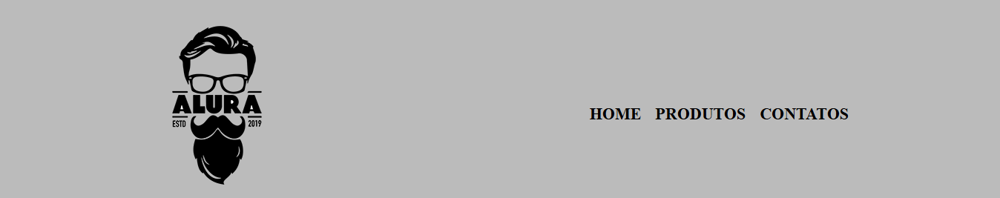 ALURA
ESTD 2019
HOME PRODUTOS CONTATOS